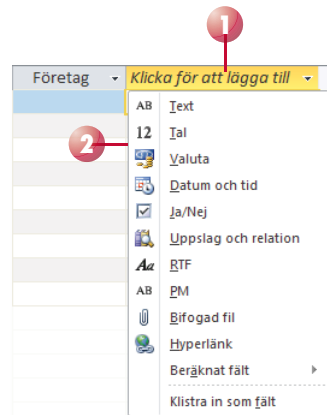 1
Företag Klicka för att lägga till
AB Text
2
12 Tal
Valuta
Datum och tid
Ja/Nej
Uppslag och relation
Aa RTF
AB PM
Bifogad fil
Hyperlänk
Beräknat fält
Klistra in som fält